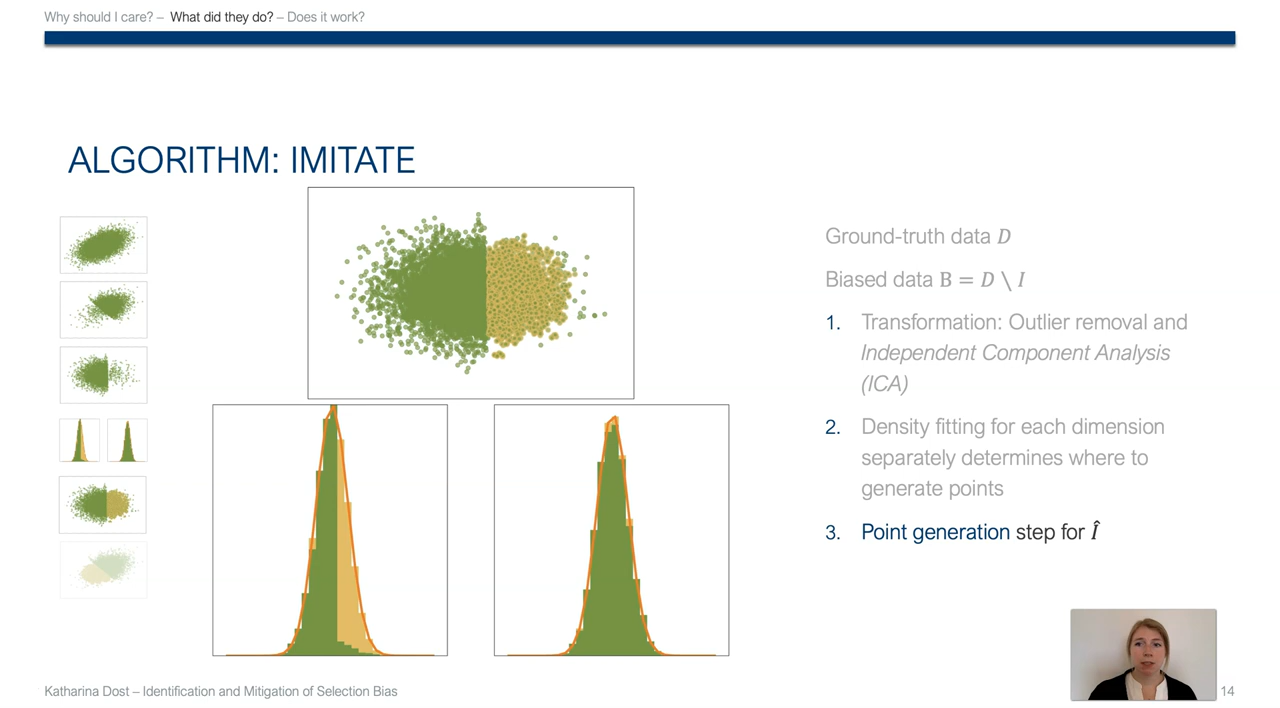 Why should I care? – What did they do? – Does it work?
ALGORITHM: IMITATE
Ground-truth data D
Biased data B = D \ I
1. Transformation: Outlier removal and
Independent Component Analysis
(ICA)
2. Density fitting for each dimension
separately determines where to
generate points
3. Point generation step for Î
Katharina Dost – Identification and Mitigation of Selection Bias
14